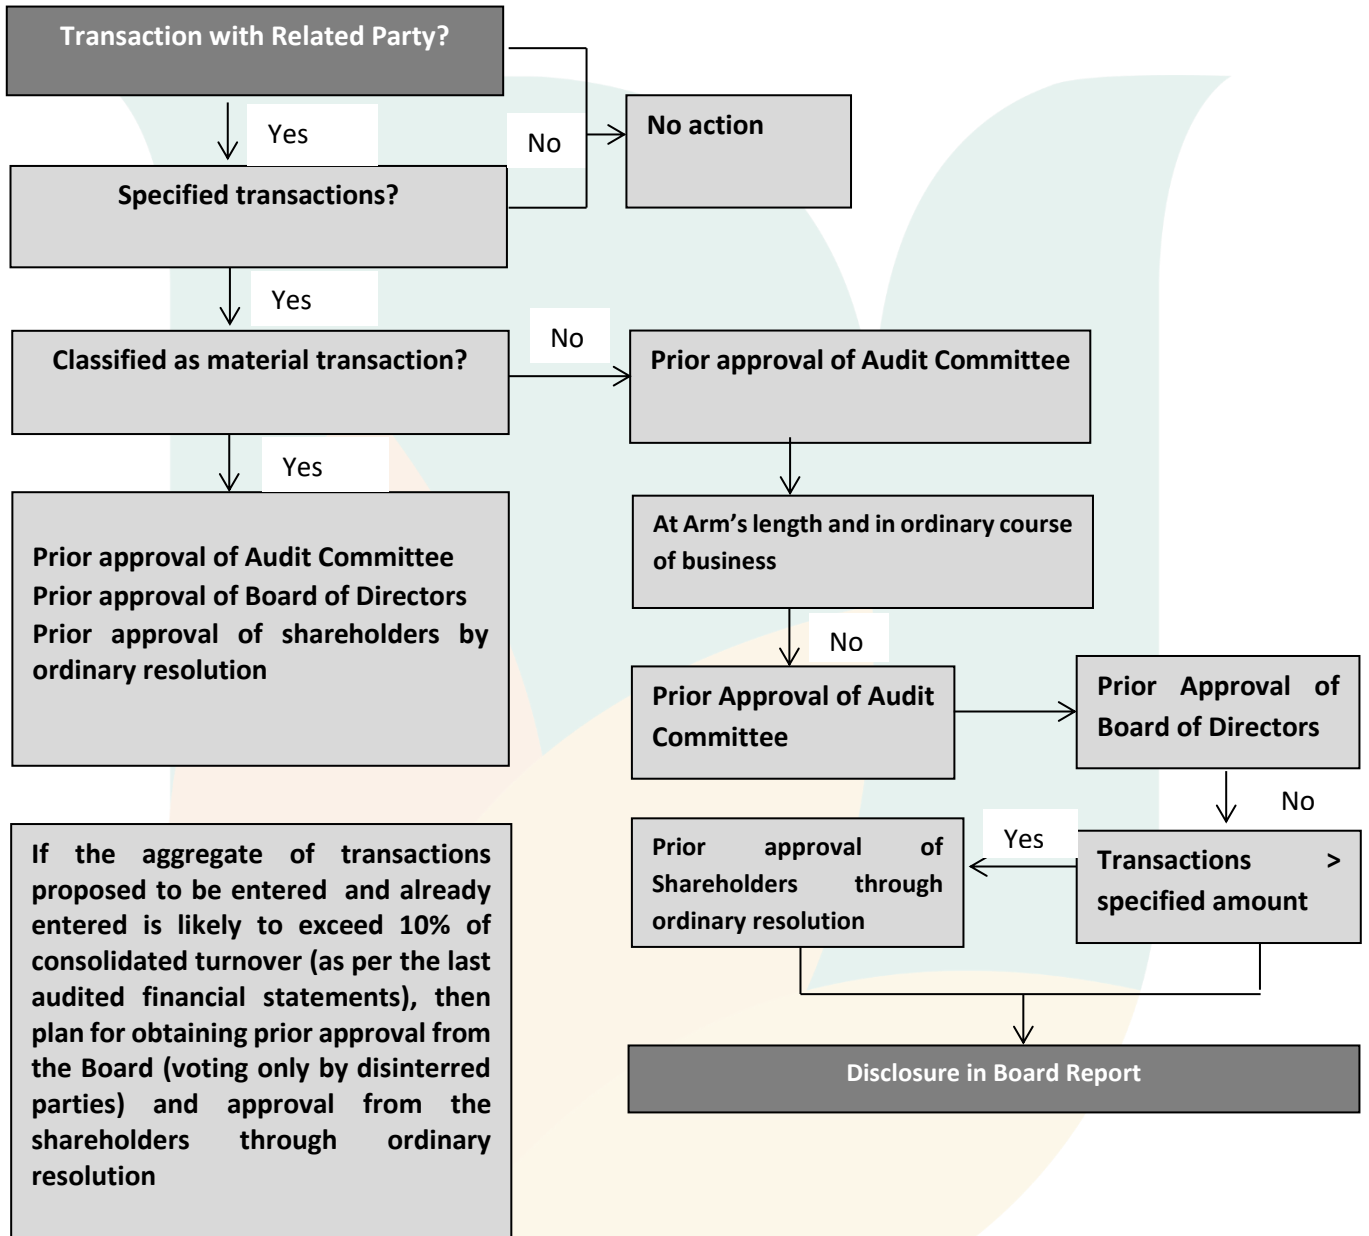 Transaction with Related Party?
Yes
No
No action
Specified transactions?
Yes
Classified as material transaction?
No
Prior approval of Audit Committee
Yes
Prior approval of Audit Committee
Prior approval of Board of Directors
Prior approval of shareholders by
ordinary resolution
At Arm’s length and in ordinary course
of business
No
Prior Approval of Audit
Committee
Prior Approval of
Board of Directors
No
Transactions >
specified amount
Yes
Prior approval of
Shareholders through
ordinary resolution
If the aggregate of transactions
proposed to be entered and already
entered is likely to exceed 10% of
consolidated turnover (as per the last
audited financial statements), then
plan for obtaining prior approval from
the Board (voting only by disinterred
parties) and approval from the
shareholders through ordinary
resolution
Disclosure in Board Report